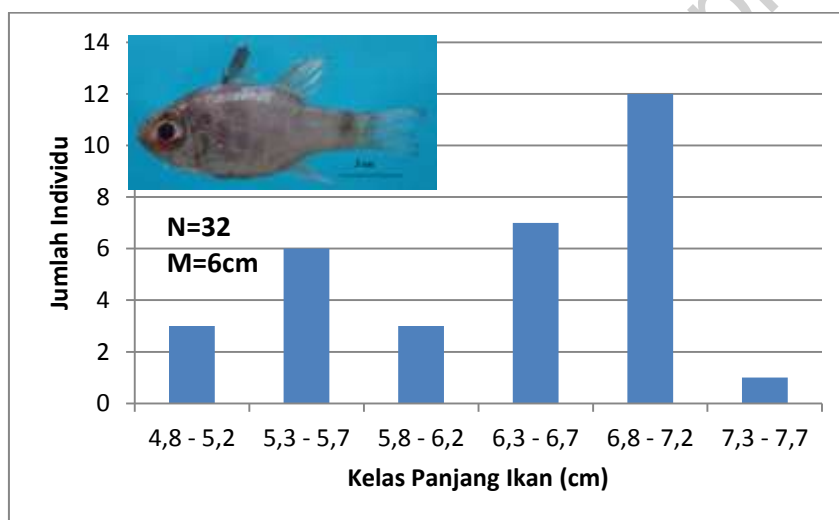 14
12
10
8
6
4
2
0
Jumlah Individu
N=32
M=6cm
4,8 - 5,2 5,3 - 5,7 5,8 - 6,2 6,3 - 6,7 6,8 - 7,2 7,3 - 7,7
Kelas Panjang Ikan (cm)